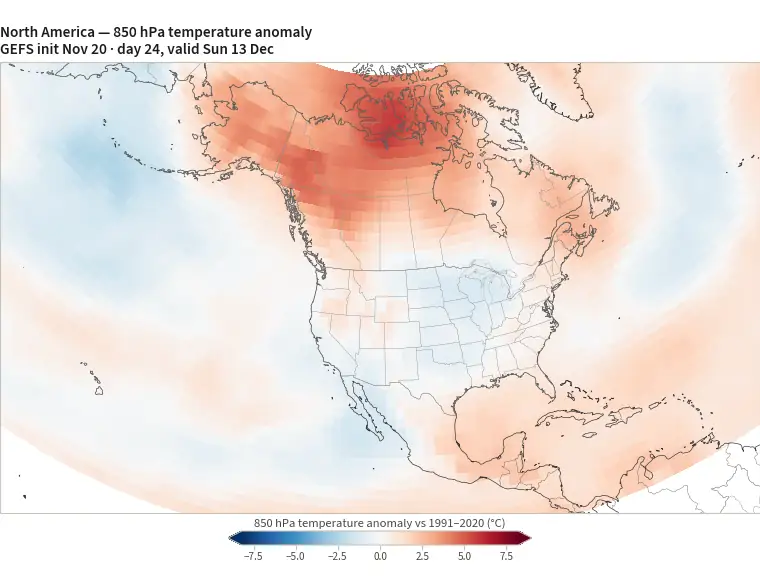 North America — 850 hPa temperature anomaly
GEFS init Nov 20 · day 24, valid Sun 13 Dec
850 hPa temperature anomaly vs 1991–2020 (°C)
−7.5 −5.0 −2.5 0.0 2.5 5.0 7.5